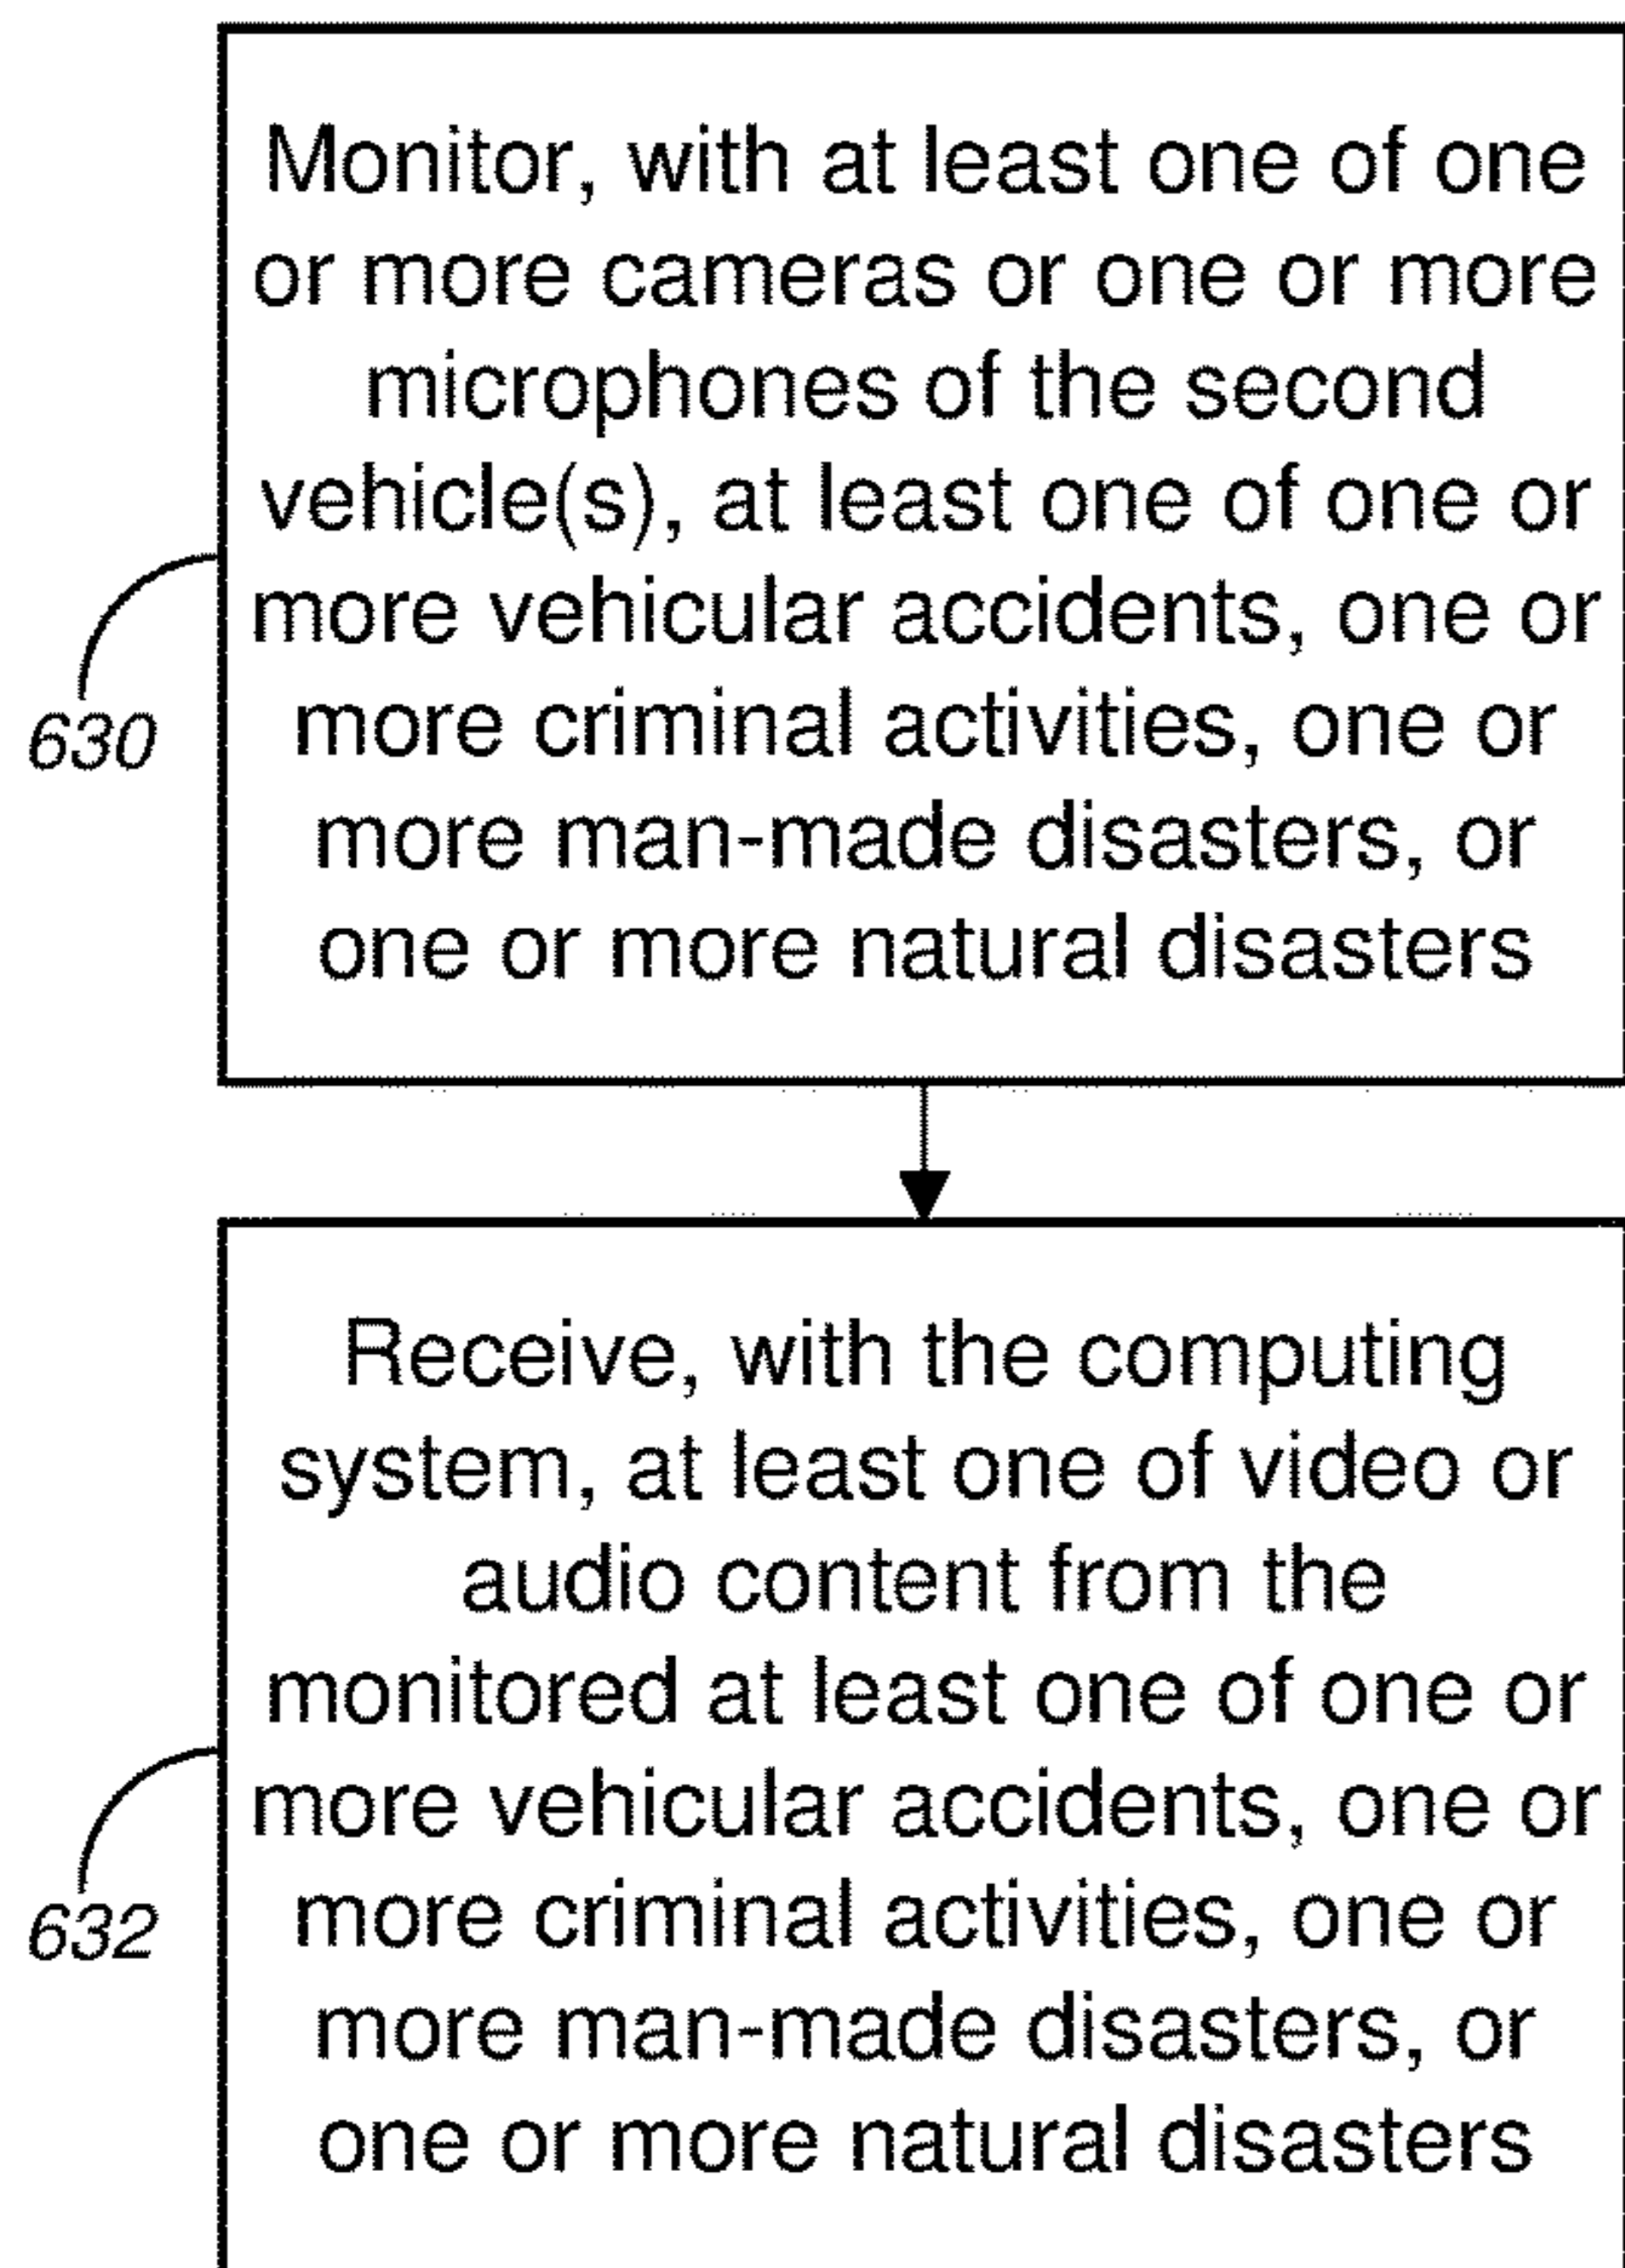 Monitor, with at least one of one
or more cameras or one or more
microphones of the second
vehicle(s), at least one of one or
more vehicular accidents, one or
more criminal activities, one or
more man-made disasters, or
one or more natural disasters
630
Receive, with the computing
system, at least one of video or
audio content from the
monitored at least one of one or
more vehicular accidents, one or
more criminal activities, one or
more man-made disasters, or
one or more natural disasters
632